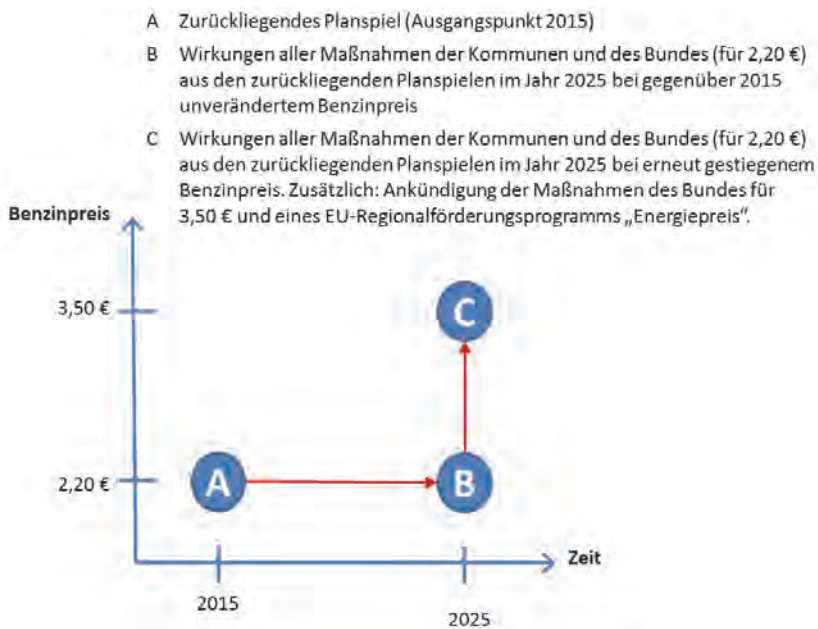 A Zurückliegendes Planspiel (Ausgangspunkt 2015)
B Wirkungen aller Maßnahmen der Kommunen und des Bundes (für 2,20 €)
aus den zurückliegenden Planspielen im Jahr 2025 bei gegenüber 2015
unverändertem Benzinpreis
C Wirkungen aller Maßnahmen der Kommunen und des Bundes (für 2,20 €)
aus den zurückliegenden Planspielen im Jahr 2025 bei erneut gestiegenem
Benzinpreis. Zusätzlich: Ankündigung der Maßnahmen des Bundes für
3,50 € und eines EU-Regionalförderungsprogramms „Energiepreis“.
Benzinpreis
3,50 €
C
2,20 €
A
B
Zeit
2015
2025